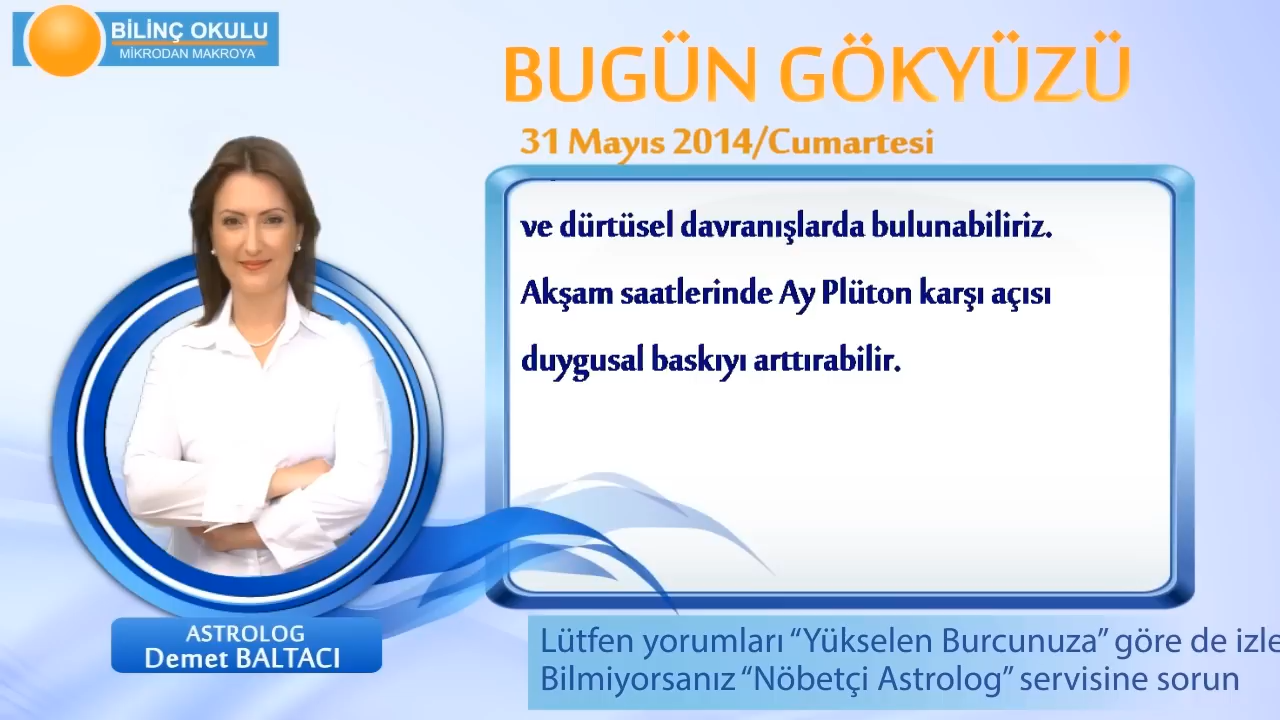 BİLİNÇ OKULU
MİKRODAN MAKROYA
BUGÜN GÖKYÜZÜ
31 Mayıs 2014/Cumartesi
ve dürtüsel davranışlarda bulunabiliriz.
Akşam saatlerinde Ay Plüton karşı açısı
duygusal baskıyı arttırabilir.
ASTROLOG
Demet BALTACI
Lütfen yorumları “Yükselen Burcunuza” göre de izle
Bilmiyorsanız “Nöbetçi Astrolog” servisine sorun